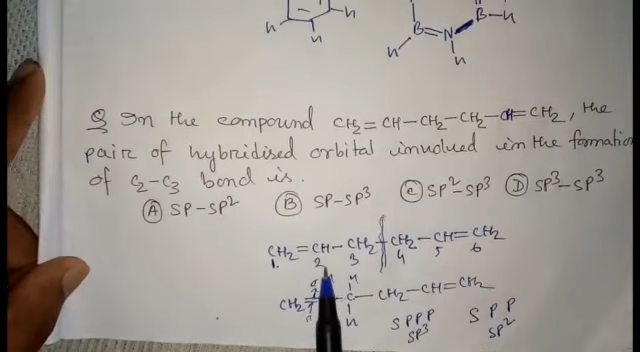 B=N B-H
H H H H
Q In the compound CH2=CH-CH2-CH2-CH=CH2, the
pair of hybridised orbital involved in the formation
of C2-C3 bond is.
(A) SP-SP2 (B) SP-SP3 (C) SP2-SP3 (D) SP3-SP3
CH2=CH-CH2-CH2-CH=CH2
1. 2 3 4 5 6
H
CH2 C-CH2-CH=CH2
H S P P P S P P
SP3 SP2